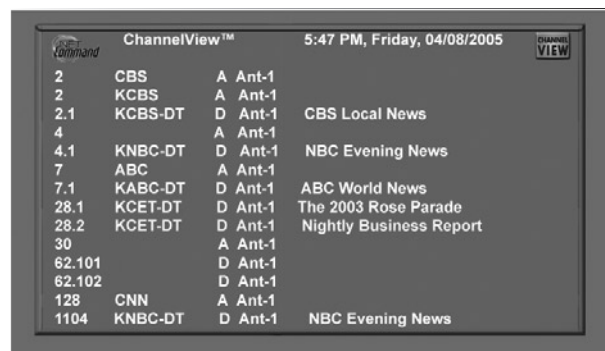 NET Command ChannelView™ 5:47 PM, Friday, 04/08/2005 CHANNEL VIEW
2 CBS A Ant-1
2 KCBS A Ant-1
2.1 KCBS-DT D Ant-1 CBS Local News
4 A Ant-1
4.1 KNBC-DT D Ant-1 NBC Evening News
7 ABC A Ant-1
7.1 KABC-DT D Ant-1 ABC World News
28.1 KCET-DT D Ant-1 The 2003 Rose Parade
28.2 KCET-DT D Ant-1 Nightly Business Report
30 A Ant-1
62.101 D Ant-1
62.102 D Ant-1
128 CNN A Ant-1
1104 KNBC-DT D Ant-1 NBC Evening News